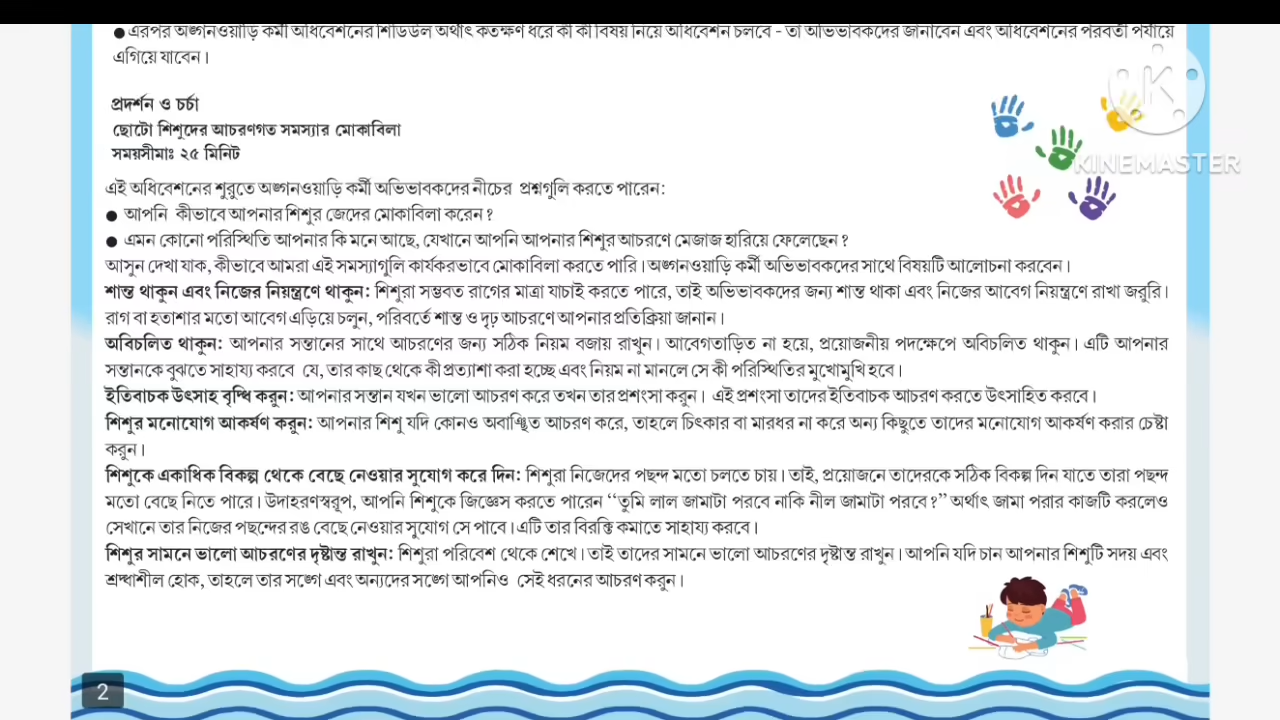 ● এরপর অঙ্গনওয়াড়ি কর্মী অধিবেশনের শিডিউল অর্থাৎ কতক্ষণ ধরে কী কী বিষয় নিয়ে অধিবেশন চলবে - তা অভিভাবকদের জানাবেন এবং অধিবেশনের পরবর্তী পর্যায়ে
এগিয়ে যাবেন।
প্রদর্শন ও চর্চা
ছোটো শিশুদের আচরণগত সমস্যার মোকাবিলা
সময়সীমাঃ ২৫ মিনিট
KINEMASTER
এই অধিবেশনের শুরুতে অঙ্গনওয়াড়ি কর্মী অভিভাবকদের নীচের প্রশ্নগুলি করতে পারেন:
● আপনি কীভাবে আপনার শিশুর জেদের মোকাবিলা করেন?
● এমন কোনো পরিস্থিতি আপনার কি মনে আছে, যেখানে আপনি আপনার শিশুর আচরণে মেজাজ হারিয়ে ফেলেছেন?
আসুন দেখা যাক, কীভাবে আমরা এই সমস্যাগুলি কার্যকরভাবে মোকাবিলা করতে পারি। অঙ্গনওয়াড়ি কর্মী অভিভাবকদের সাথে বিষয়টি আলোচনা করবেন।
শান্ত থাকুন এবং নিজের নিয়ন্ত্রণে থাকুন: শিশুরা সম্ভবত রাগের মাত্রা যাচাই করতে পারে, তাই অভিভাবকদের জন্য শান্ত থাকা এবং নিজের আবেগ নিয়ন্ত্রণে রাখা জরুরি।
রাগ বা হতাশার মতো আবেগ এড়িয়ে চলুন, পরিবর্তে শান্ত ও দৃঢ় আচরণে আপনার প্রতিক্রিয়া জানান।
অবিচলিত থাকুন: আপনার সন্তানের সাথে আচরণের জন্য সঠিক নিয়ম বজায় রাখুন। আবেগতাড়িত না হয়ে, প্রয়োজনীয় পদক্ষেপে অবিচলিত থাকুন। এটি আপনার
সন্তানকে বুঝতে সাহায্য করবে যে, তার কাছ থেকে কী প্রত্যাশা করা হচ্ছে এবং নিয়ম না মানলে সে কী পরিস্থিতির মুখোমুখি হবে।
ইতিবাচক উৎসাহ বৃদ্ধি করুন: আপনার সন্তান যখন ভালো আচরণ করে তখন তার প্রশংসা করুন। এই প্রশংসা তাদের ইতিবাচক আচরণ করতে উৎসাহিত করবে।
শিশুর মনোযোগ আকর্ষণ করুন: আপনার শিশু যদি কোনও অবাঞ্ছিত আচরণ করে, তাহলে চিৎকার বা মারধর না করে অন্য কিছুতে তাদের মনোযোগ আকর্ষণ করার চেষ্টা
করুন।
শিশুকে একাধিক বিকল্প থেকে বেছে নেওয়ার সুযোগ করে দিন: শিশুরা নিজেদের পছন্দ মতো চলতে চায়। তাই, প্রয়োজনে তাদেরকে সঠিক বিকল্প দিন যাতে তারা পছন্দ
মতো বেছে নিতে পারে। উদাহরণস্বরূপ, আপনি শিশুকে জিজ্ঞেস করতে পারেন “তুমি লাল জামাটা পরবে নাকি নীল জামাটা পরবে?” অর্থাৎ জামা পরার কাজটি করলেও
সেখানে তার নিজের পছন্দের রঙ বেছে নেওয়ার সুযোগ সে পাবে। এটি তার বিরক্তি কমাতে সাহায্য করবে।
শিশুর সামনে ভালো আচরণের দৃষ্টান্ত রাখুন: শিশুরা পরিবেশ থেকে শেখে। তাই তাদের সামনে ভালো আচরণের দৃষ্টান্ত রাখুন। আপনি যদি চান আপনার শিশুটি সদয় এবং
শ্রদ্ধাশীল হোক, তাহলে তার সঙ্গে এবং অন্যদের সঙ্গে আপনিও সেই ধরনের আচরণ করুন।
2